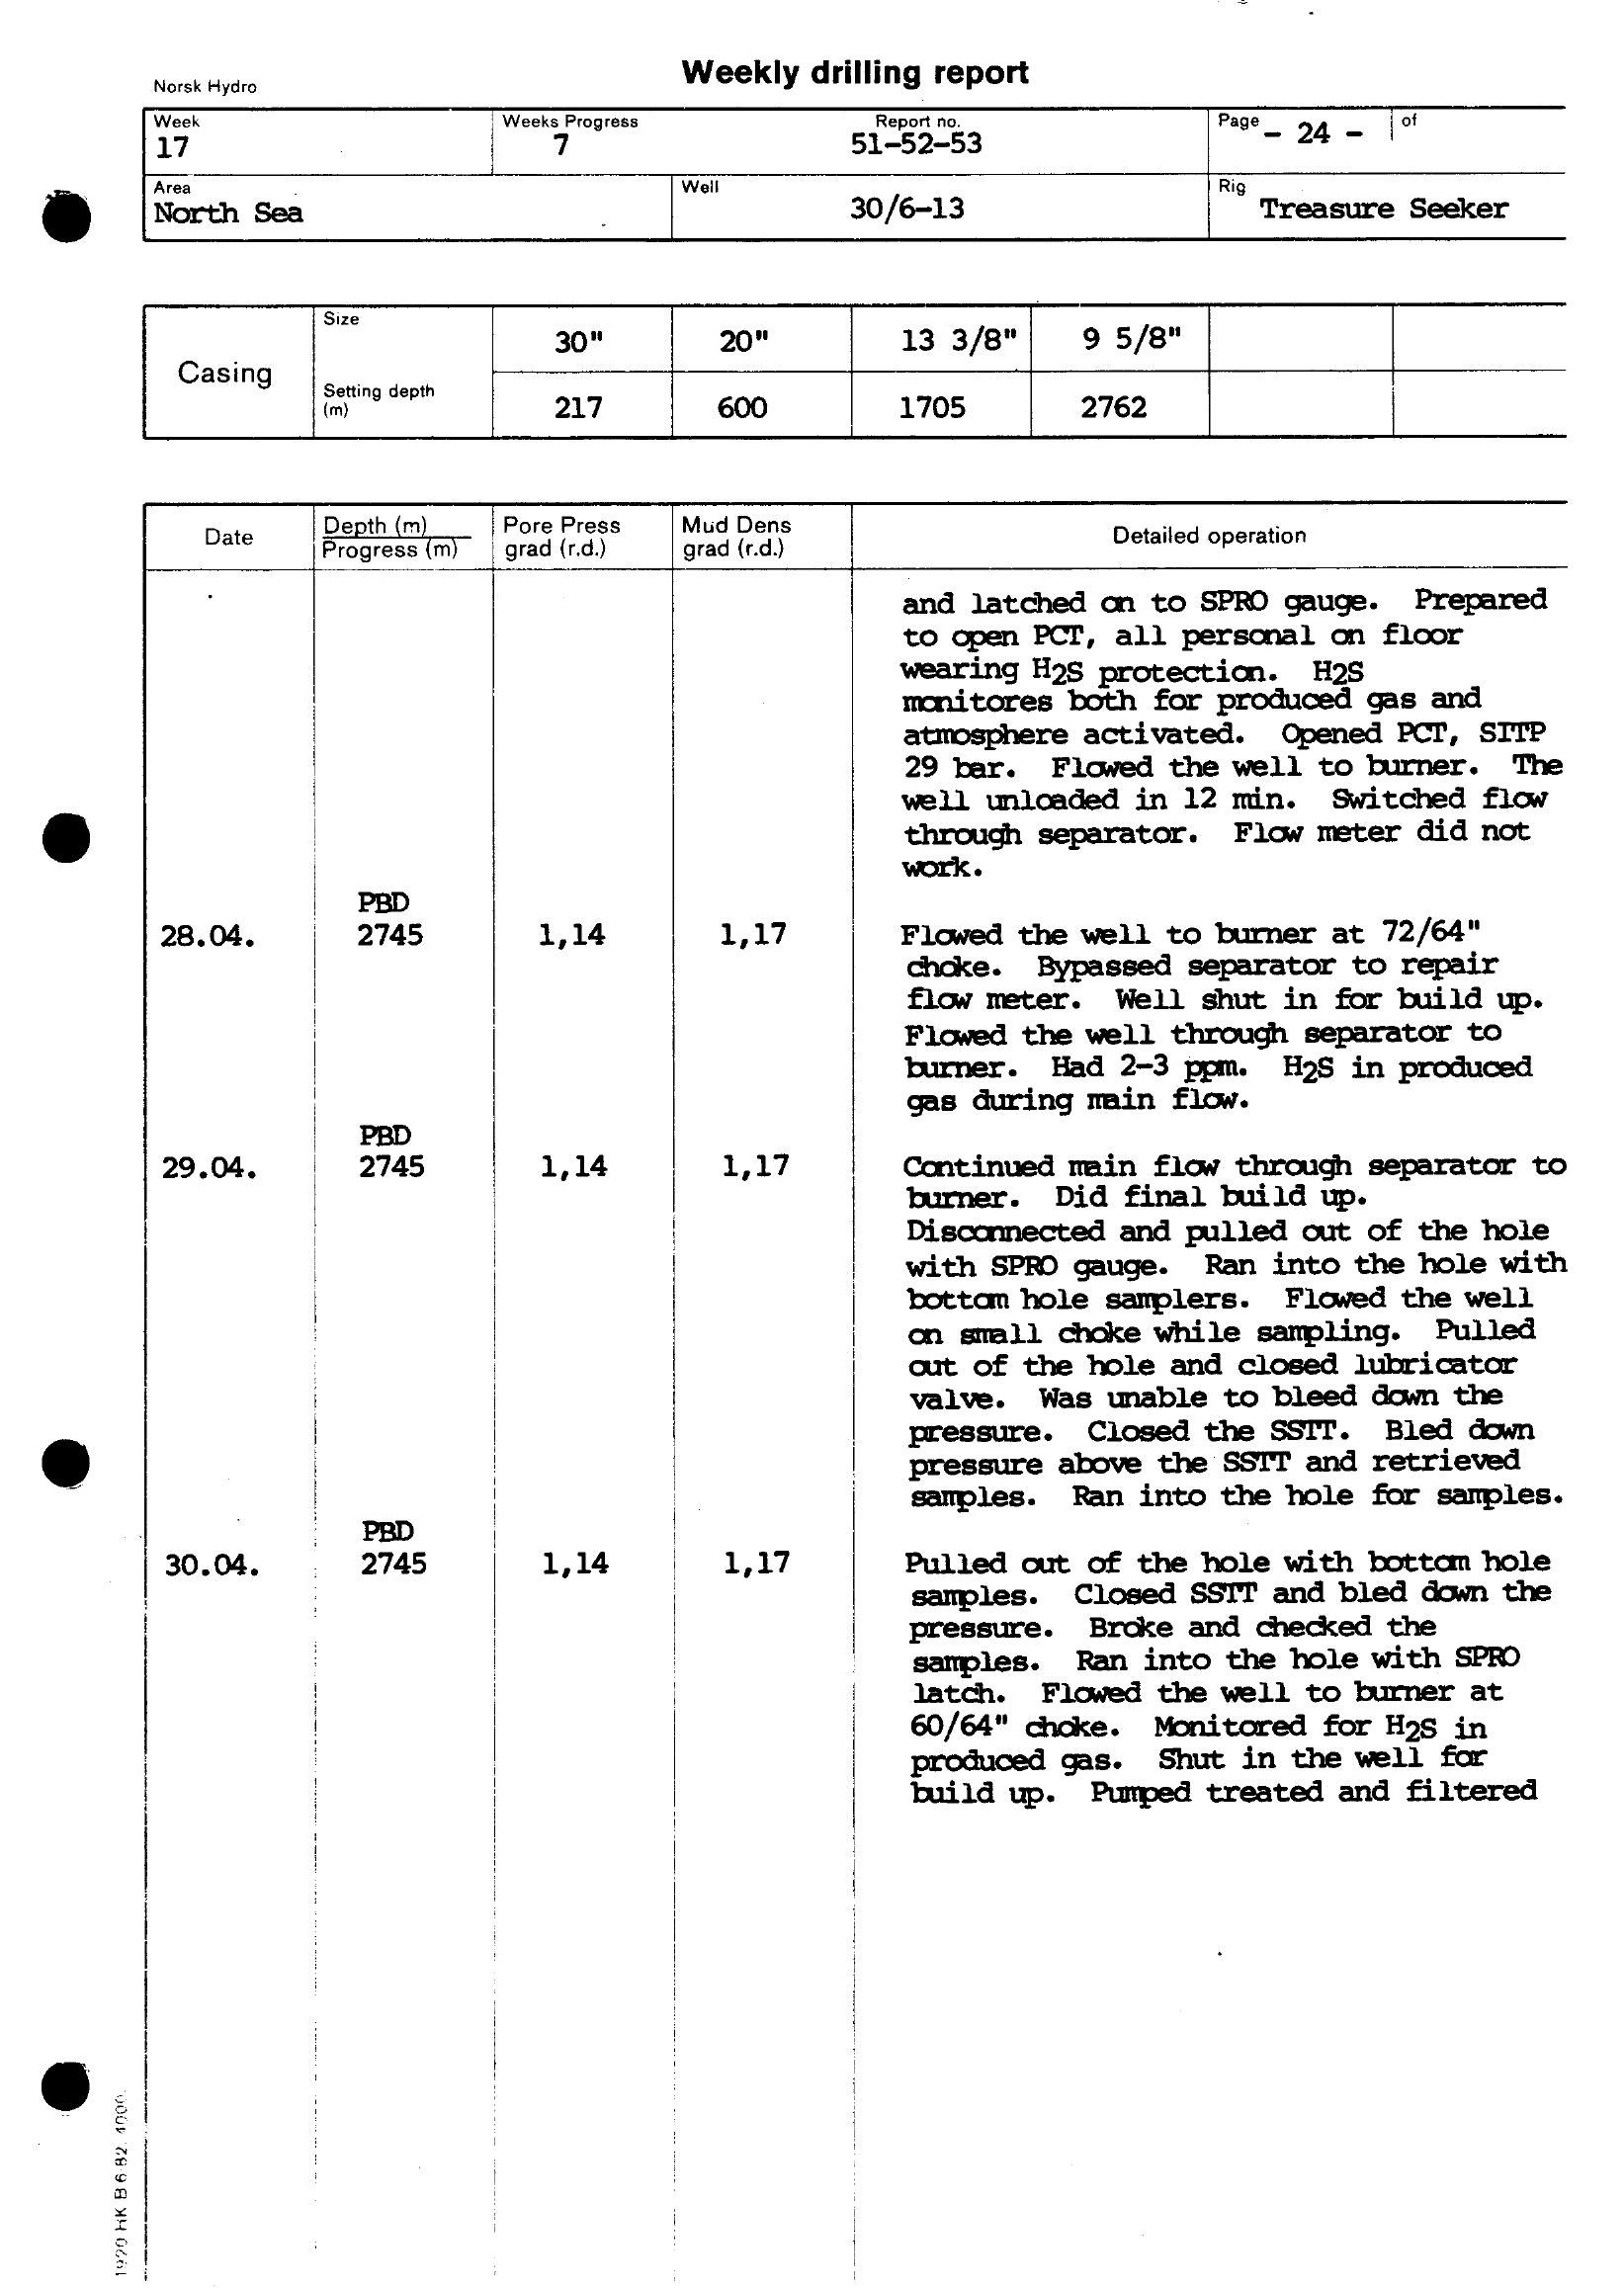 Norsk Hydro
Weekly drilling report
Week
17
Weeks Progress
7
Report no.
51-52-53
Page - 24 - of
Area
North Sea
Well
30/6-13
Rig
Treasure Seeker
Casing
Size
30" 20" 13 3/8" 9 5/8"
Setting depth
(m)
217 600 1705 2762
Date
Depth (m)
Progress (m)
Pore Press
grad (r.d.)
Mud Dens
grad (r.d.)
Detailed operation
and latched on to SPRO gauge. Prepared
to open PCT, all personal on floor
wearing H2S protection. H2S
monitores both for produced gas and
atmosphere activated. Opened PCT, SITP
29 bar. Flowed the well to burner. The
well unloaded in 12 min. Switched flow
through separator. Flow meter did not
work.
PBD
28.04. 2745 1,14 1,17 Flowed the well to burner at 72/64"
choke. Bypassed separator to repair
flow meter. Well shut in for build up.
Flowed the well through separator to
burner. Had 2-3 ppm. H2S in produced
gas during main flow.
PBD
29.04. 2745 1,14 1,17 Continued main flow through separator to
burner. Did final build up.
Disconnected and pulled out of the hole
with SPRO gauge. Ran into the hole with
bottom hole samplers. Flowed the well
on small choke while sampling. Pulled
out of the hole and closed lubricator
valve. Was unable to bleed down the
pressure. Closed the SSTT. Bled down
pressure above the SSTT and retrieved
samples. Ran into the hole for samples.
PBD
30.04. 2745 1,14 1,17 Pulled out of the hole with bottom hole
samples. Closed SSTT and bled down the
pressure. Broke and checked the
samples. Ran into the hole with SPRO
latch. Flowed the well to burner at
60/64" choke. Monitored for H2S in
produced gas. Shut in the well for
build up. Pumped treated and filtered
1920 HK B 6 82 4000